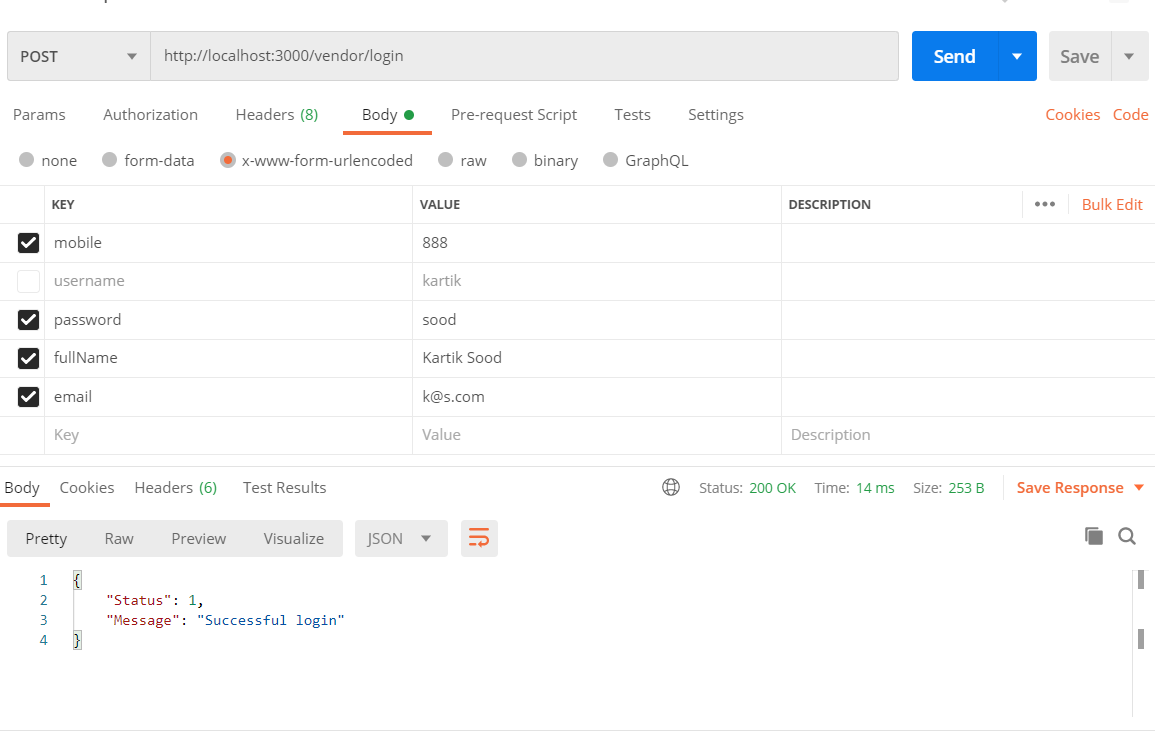 POST http://localhost:3000/vendor/login Send Save
Params Authorization Headers (8) Body Pre-request Script Tests Settings Cookies Code
none form-data x-www-form-urlencoded raw binary GraphQL
KEY VALUE DESCRIPTION ••• Bulk Edit
mobile 888
username kartik
password sood
fullName Kartik Sood
email k@s.com
Key Value Description
Body Cookies Headers (6) Test Results Status: 200 OK Time: 14 ms Size: 253 B Save Response
Pretty Raw Preview Visualize JSON
1 {
2 "Status": 1,
3 "Message": "Successful login"
4 }